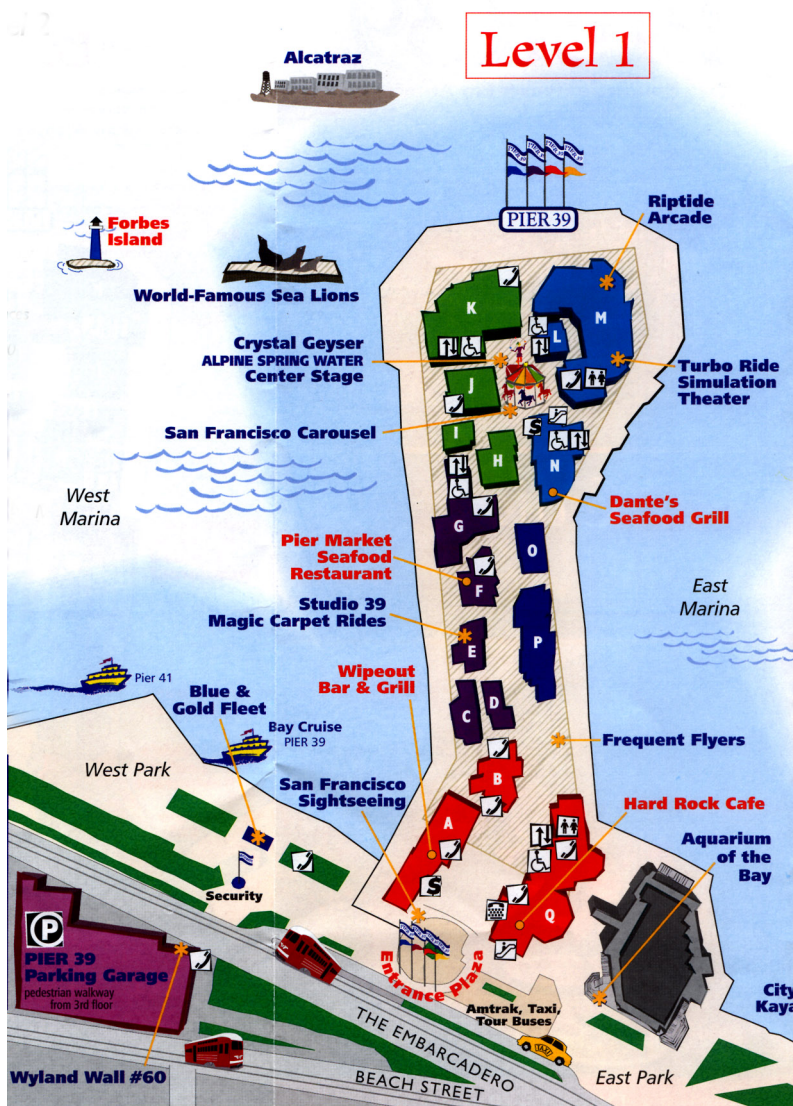 Level 1
Alcatraz
PIER 39
Riptide
Arcade
Forbes
Island
World-Famous Sea Lions
K
M
L
Crystal Geyser
ALPINE SPRING WATER
Center Stage
J
Turbo Ride
Simulation
Theater
San Francisco Carousel
I
H
S
N
West
Marina
Dante's
Seafood Grill
G
Pier Market
Seafood
Restaurant
O
F
Studio 39
Magic Carpet Rides
East
Marina
E
P
Wipeout
Bar & Grill
Pier 41
Blue &
Gold Fleet
C
D
Bay Cruise
PIER 39
Frequent Flyers
West Park
San Francisco
Sightseeing
B
Hard Rock Cafe
A
Aquarium
of the
Bay
Security
S
Q
P
PIER 39
Parking Garage
pedestrian walkway
from 3rd floor
Entrance Plaza
City
Kaya
Amtrak, Taxi,
Tour Buses
THE EMBARCADERO
TAXI
Wyland Wall #60
BEACH STREET
East Park